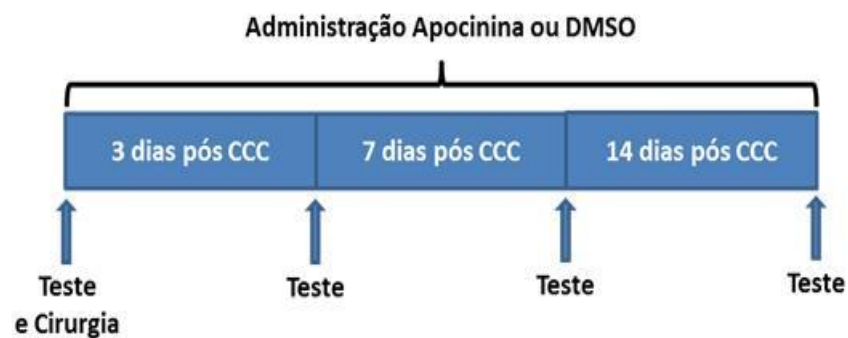 Administração Apocinina ou DMSO
3 dias pós CCC
7 dias pós CCC
14 dias pós CCC
Teste
e Cirurgia
Teste
Teste
Teste